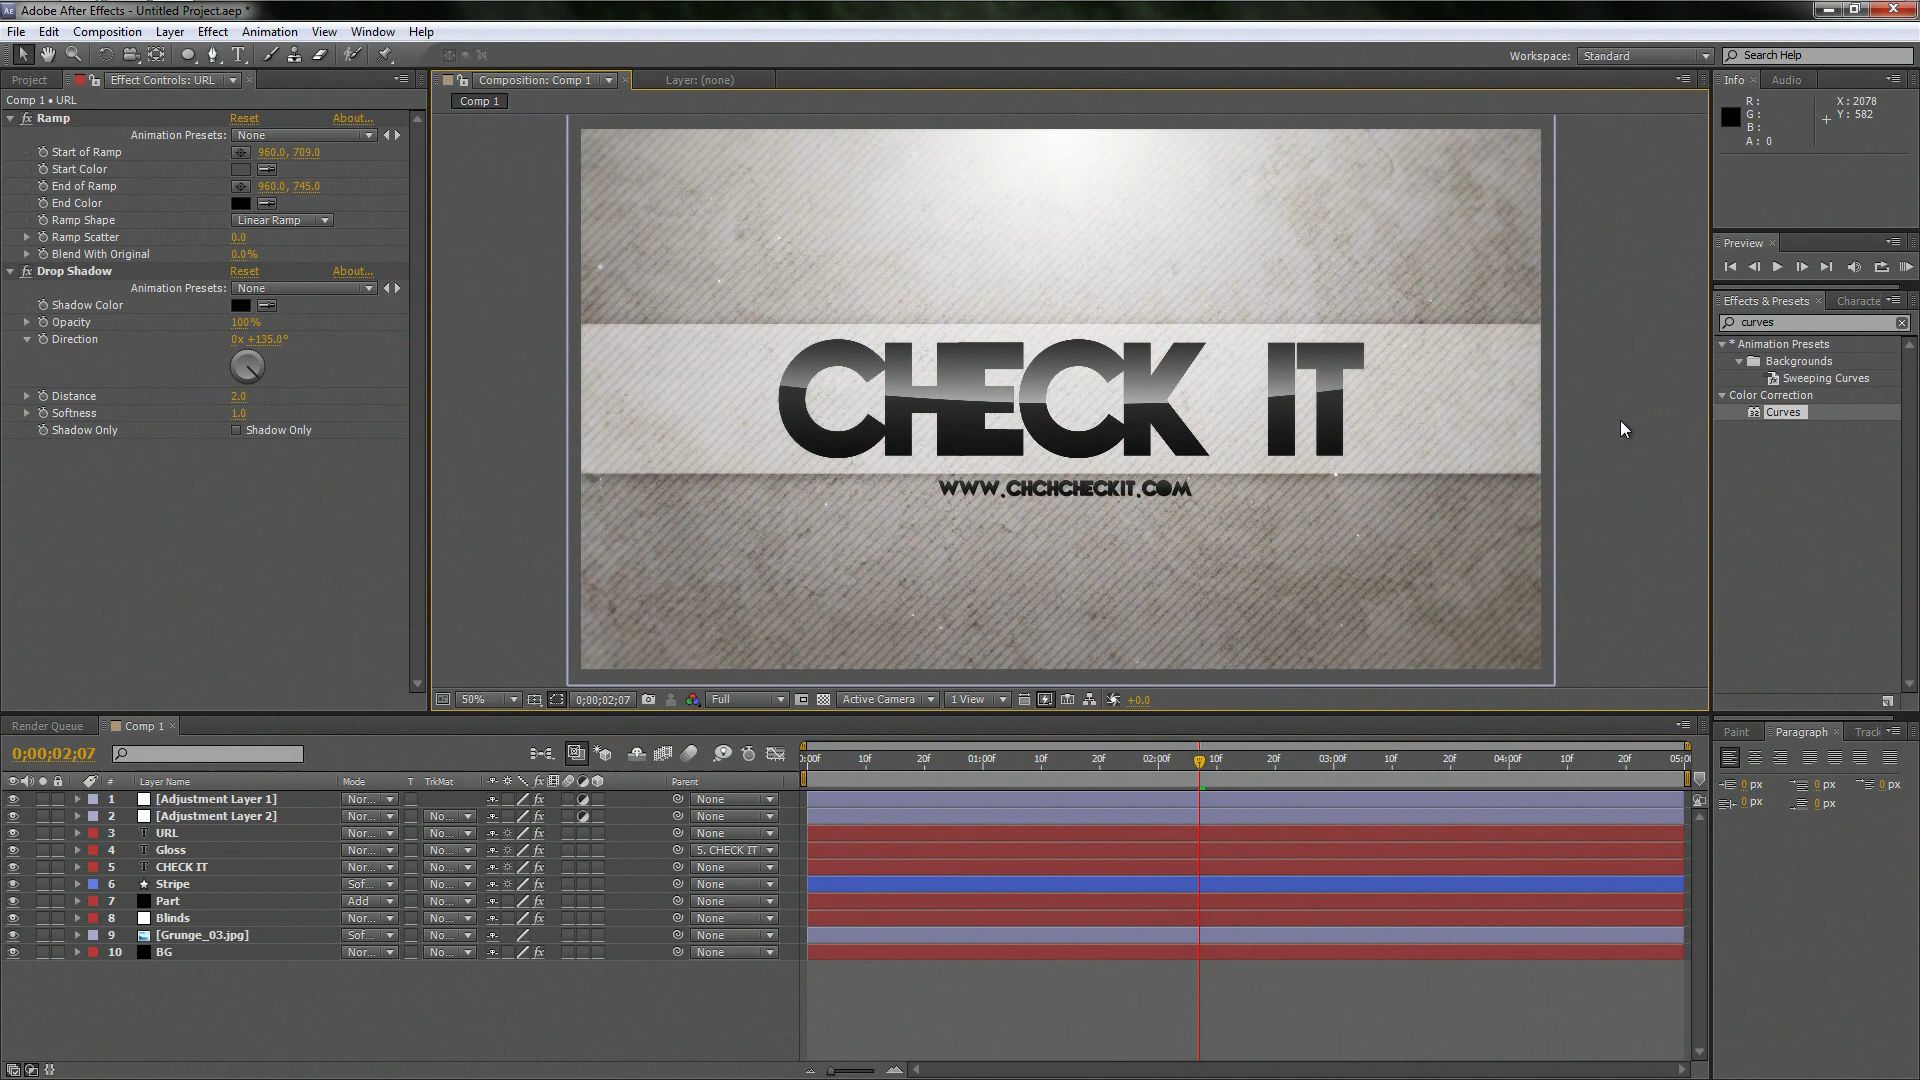 Adobe After Effects - Untitled Project.aep *
File Edit Composition Layer Effect Animation View Window Help
Workspace: Standard Search Help
Project Effect Controls: URL Composition: Comp 1 Layer: (none) Info Audio
Comp 1 • URL
Comp 1
R: X: 2078
G: Y: 582
B:
A: 0
Ramp Reset About...
Animation Presets: None
Start of Ramp 960.0, 709.0
Start Color
End of Ramp 960.0, 745.0
End Color
Ramp Shape Linear Ramp
Ramp Scatter 0.0
Blend With Original 0.0%
Drop Shadow Reset About...
Animation Presets: None
Shadow Color
Opacity 100%
Direction 0x +135.0°
Distance 2.0
Softness 1.0
Shadow Only Shadow Only
CHECK IT
WWW.CHCHCHECKIT.COM
Preview
Effects & Presets Characte
curves
* Animation Presets
Backgrounds
Sweeping Curves
Color Correction
Curves
50% 0;00;02;07 Full Active Camera 1 View +0.0
Render Queue Comp 1
0;00;02;07
0:00f 10f 20f 01:00f 10f 20f 02:00f 10f 20f 03:00f 10f 20f 04:00f 10f 20f 05:0
# Layer Name Mode T TrkMat Parent
1 [Adjustment Layer 1] Nor... None
2 [Adjustment Layer 2] Nor... No... None
3 T URL Nor... No... None
4 T Gloss Nor... No... 5. CHECK IT
5 T CHECK IT Nor... No... None
6 Stripe Sof... No... None
7 Part Add No... None
8 Blinds Nor... No... None
9 [Grunge_03.jpg] Sof... No... None
10 BG Nor... No... None
Paint Paragraph Track
0 px 0 px 0 px
0 px 0 px